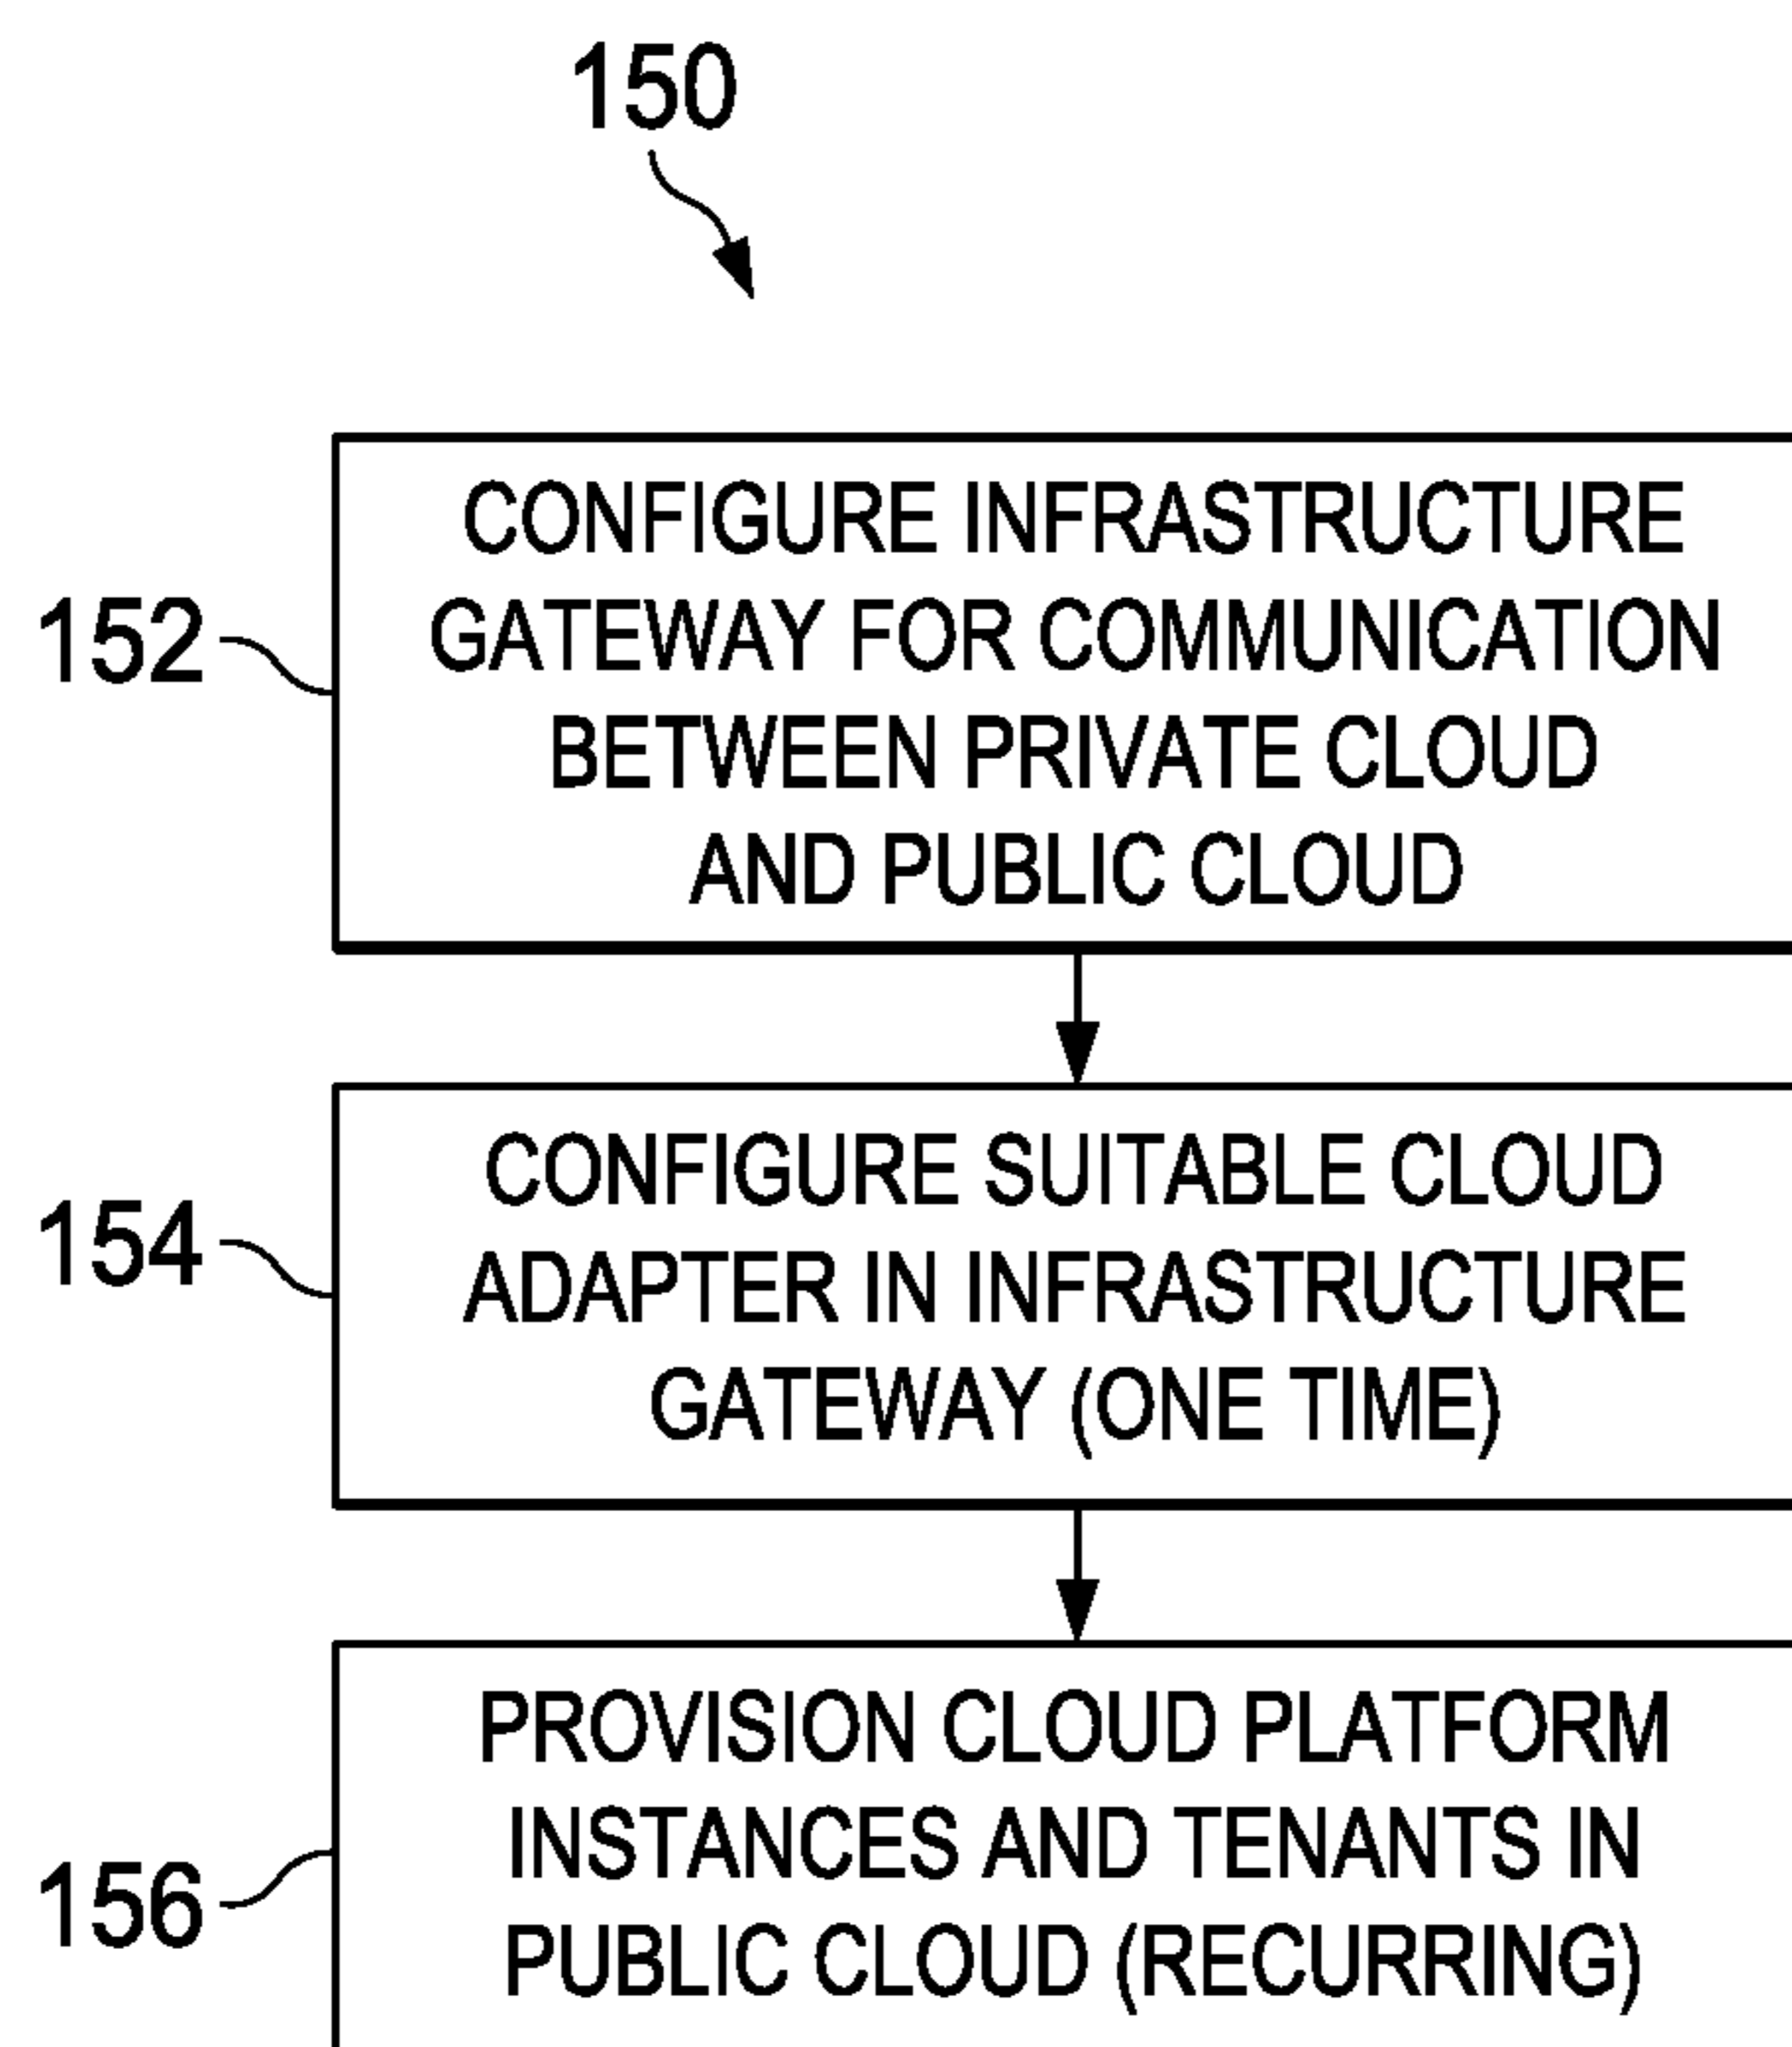 150
152
CONFIGURE INFRASTRUCTURE
GATEWAY FOR COMMUNICATION
BETWEEN PRIVATE CLOUD
AND PUBLIC CLOUD
154
CONFIGURE SUITABLE CLOUD
ADAPTER IN INFRASTRUCTURE
GATEWAY (ONE TIME)
156
PROVISION CLOUD PLATFORM
INSTANCES AND TENANTS IN
PUBLIC CLOUD (RECURRING)